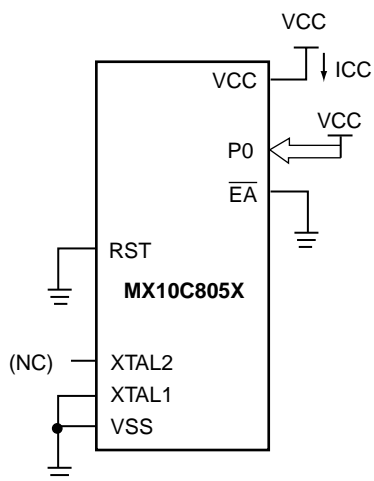 VCC
ICC
VCC
VCC
P0
EA
RST
MX10C805X
(NC)
XTAL2
XTAL1
VSS